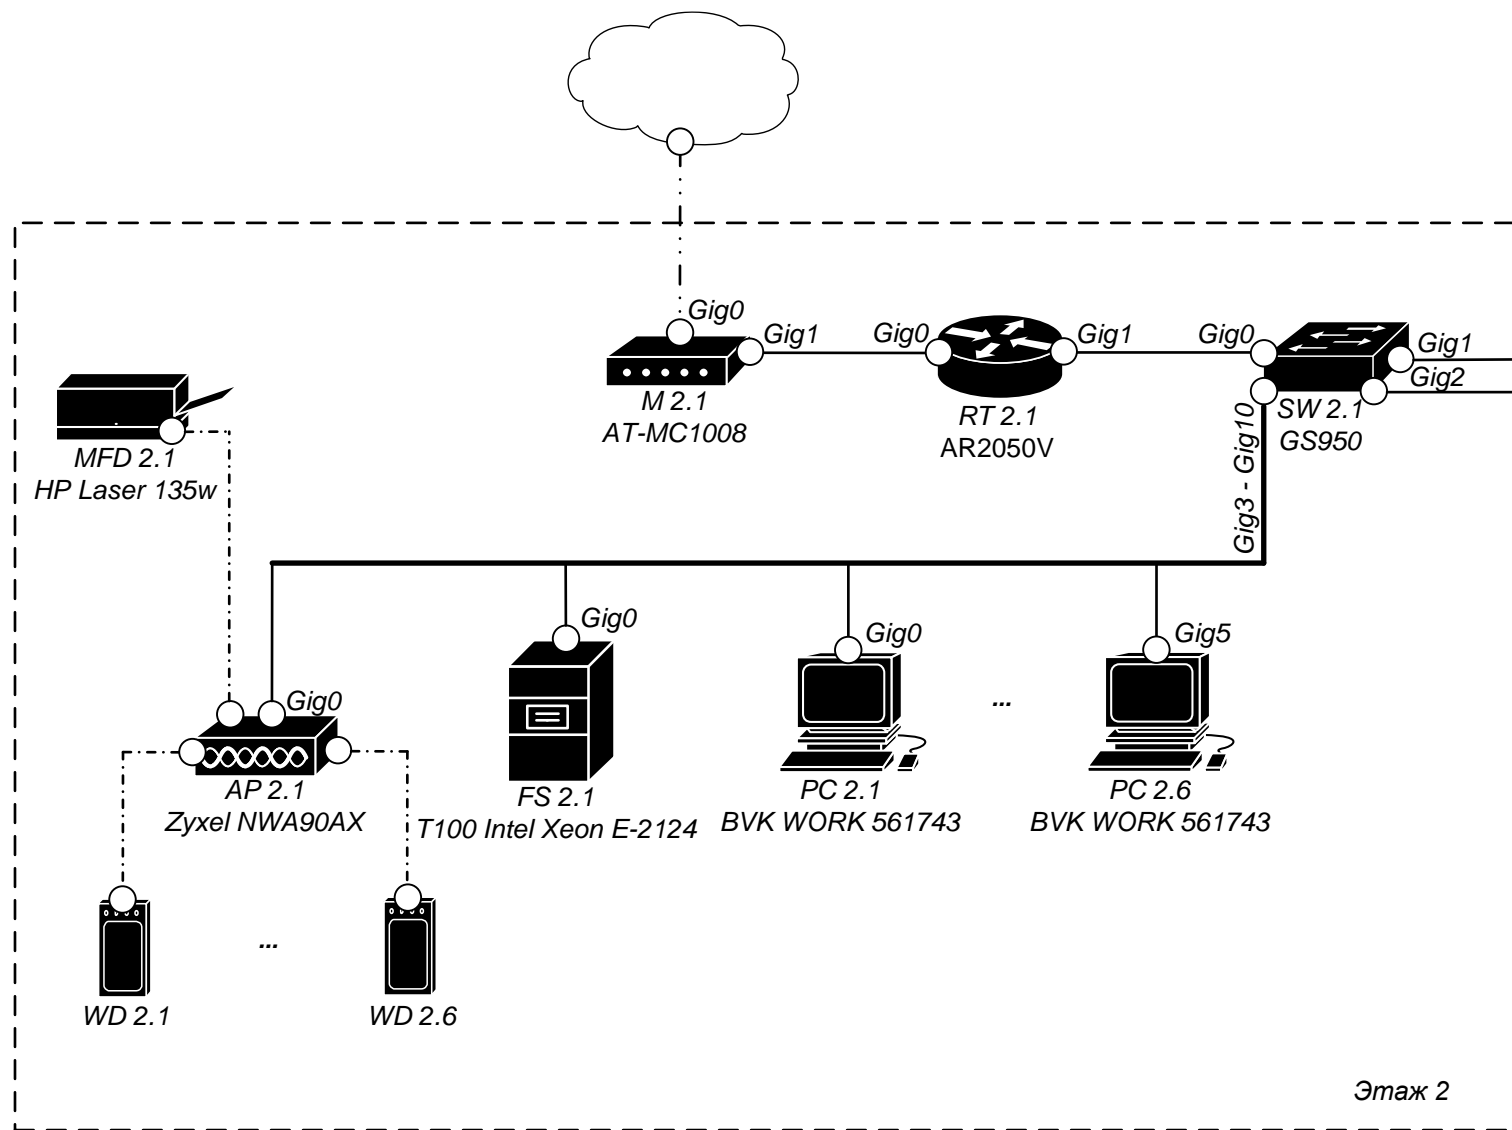 Gig0
Gig1
Gig0
Gig1
Gig0
Gig1
Gig2
M 2.1
AT-MC1008
RT 2.1
AR2050V
SW 2.1
GS950
Gig3 - Gig10
MFD 2.1
HP Laser 135w
Gig0
Gig0
Gig0
Gig5
...
AP 2.1
Zyxel NWA90AX
FS 2.1
T100 Intel Xeon E-2124
PC 2.1
BVK WORK 561743
PC 2.6
BVK WORK 561743
...
WD 2.1
WD 2.6
Этаж 2